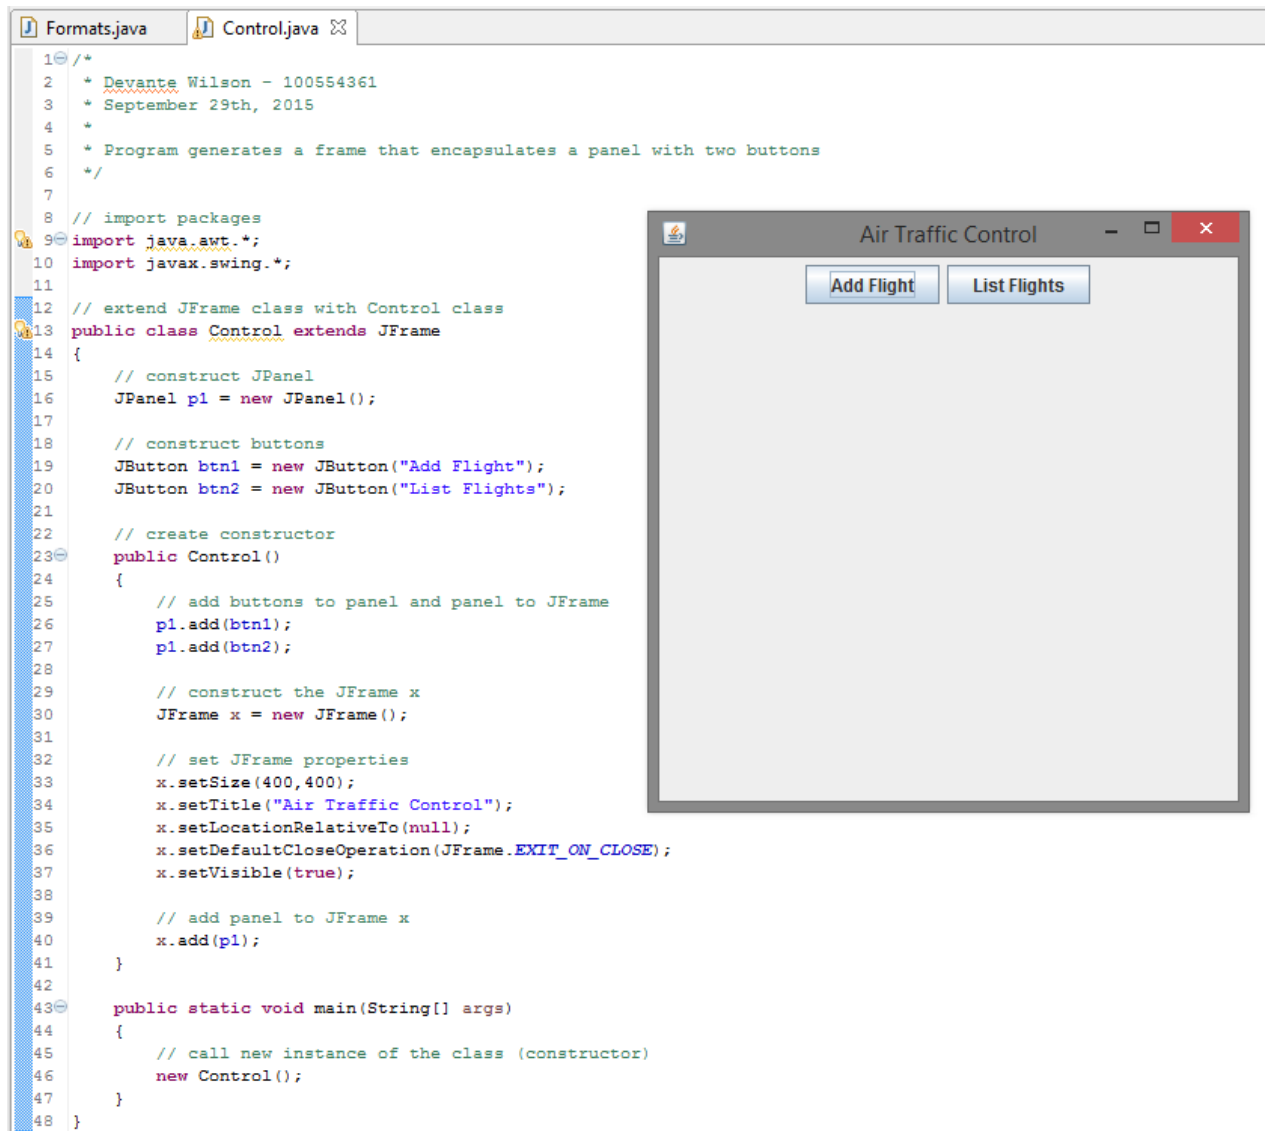 Formats.java Control.java
1 /*
2 * Devante Wilson - 100554361
3 * September 29th, 2015
4 *
5 * Program generates a frame that encapsulates a panel with two buttons
6 */
7
8 // import packages
9 import java.awt.*;
10 import javax.swing.*;
11
12 // extend JFrame class with Control class
13 public class Control extends JFrame
14 {
15 // construct JPanel
16 JPanel p1 = new JPanel();
17
18 // construct buttons
19 JButton btn1 = new JButton("Add Flight");
20 JButton btn2 = new JButton("List Flights");
21
22 // create constructor
23 public Control()
24 {
25 // add buttons to panel and panel to JFrame
26 p1.add(btn1);
27 p1.add(btn2);
28
29 // construct the JFrame x
30 JFrame x = new JFrame();
31
32 // set JFrame properties
33 x.setSize(400,400);
34 x.setTitle("Air Traffic Control");
35 x.setLocationRelativeTo(null);
36 x.setDefaultCloseOperation(JFrame.EXIT_ON_CLOSE);
37 x.setVisible(true);
38
39 // add panel to JFrame x
40 x.add(p1);
41 }
42
43 public static void main(String[] args)
44 {
45 // call new instance of the class (constructor)
46 new Control();
47 }
48 }
Air Traffic Control
Add Flight List Flights